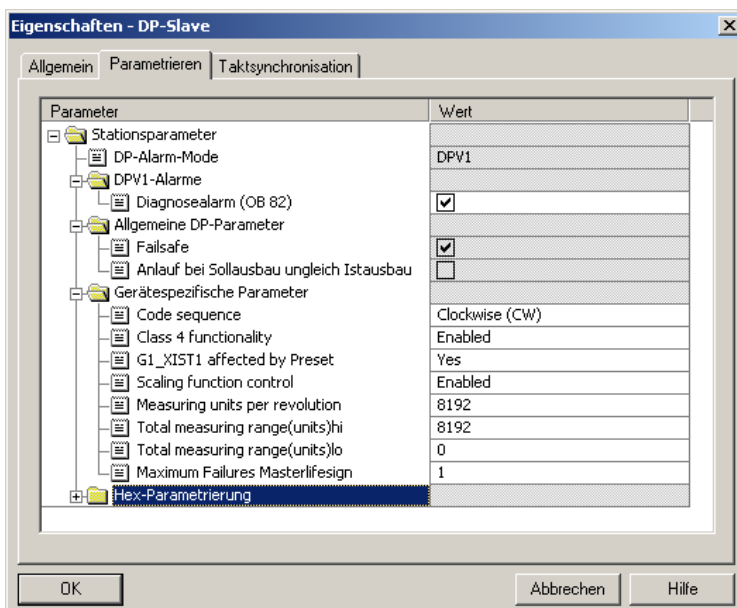 Eigenschaften - DP-Slave
Allgemein Parametrieren Taktsynchronisation
Parameter Wert
Stationsparameter
DP-Alarm-Mode DPV1
DPV1-Alarme
Diagnosealarm (OB 82)
Allgemeine DP-Parameter
Failsafe
Anlauf bei Sollausbau ungleich Istausbau
Gerätespezifische Parameter
Code sequence Clockwise (CW)
Class 4 functionality Enabled
G1_XIST1 affected by Preset Yes
Scaling function control Enabled
Measuring units per revolution 8192
Total measuring range(units)hi 8192
Total measuring range(units)lo 0
Maximum Failures Masterlifesign 1
Hex-Parametrierung
OK Abbrechen Hilfe